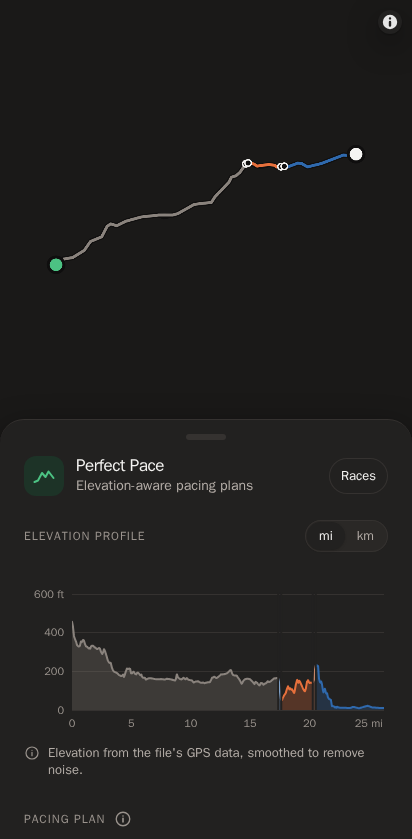 Perfect Pace
Elevation-aware pacing plans
Races
ELEVATION PROFILE
mi
km
600 ft
400
200
0
0
5
10
15
20
25 mi
Elevation from the file's GPS data, smoothed to remove
noise.
PACING PLAN